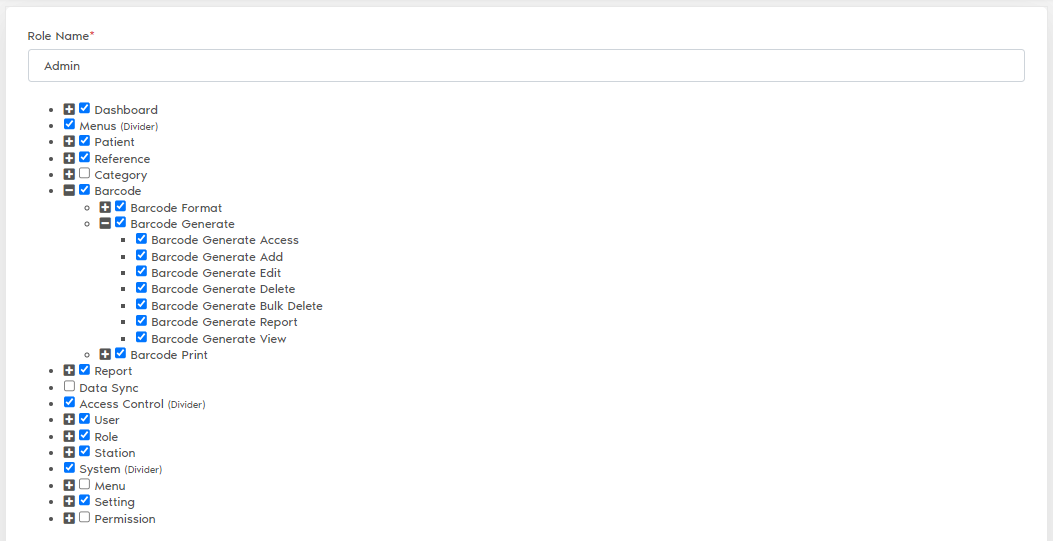 Role Name*
Admin
Dashboard
Menus (Divider)
Patient
Reference
Category
Barcode
Barcode Format
Barcode Generate
Barcode Generate Access
Barcode Generate Add
Barcode Generate Edit
Barcode Generate Delete
Barcode Generate Bulk Delete
Barcode Generate Report
Barcode Generate View
Barcode Print
Report
Data Sync
Access Control (Divider)
User
Role
Station
System (Divider)
Menu
Setting
Permission